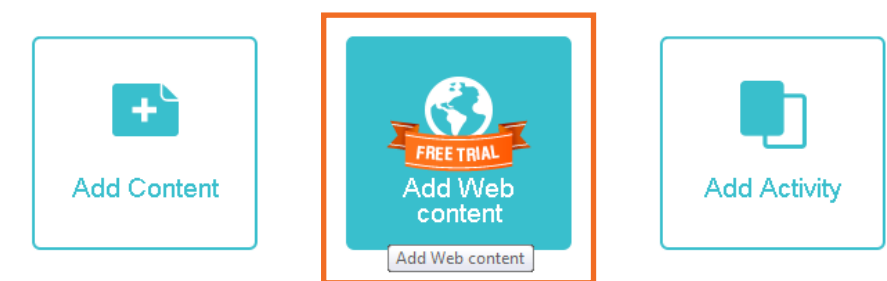 Add Content
FREE TRIAL
Add Web
content
Add Web content
Add Activity